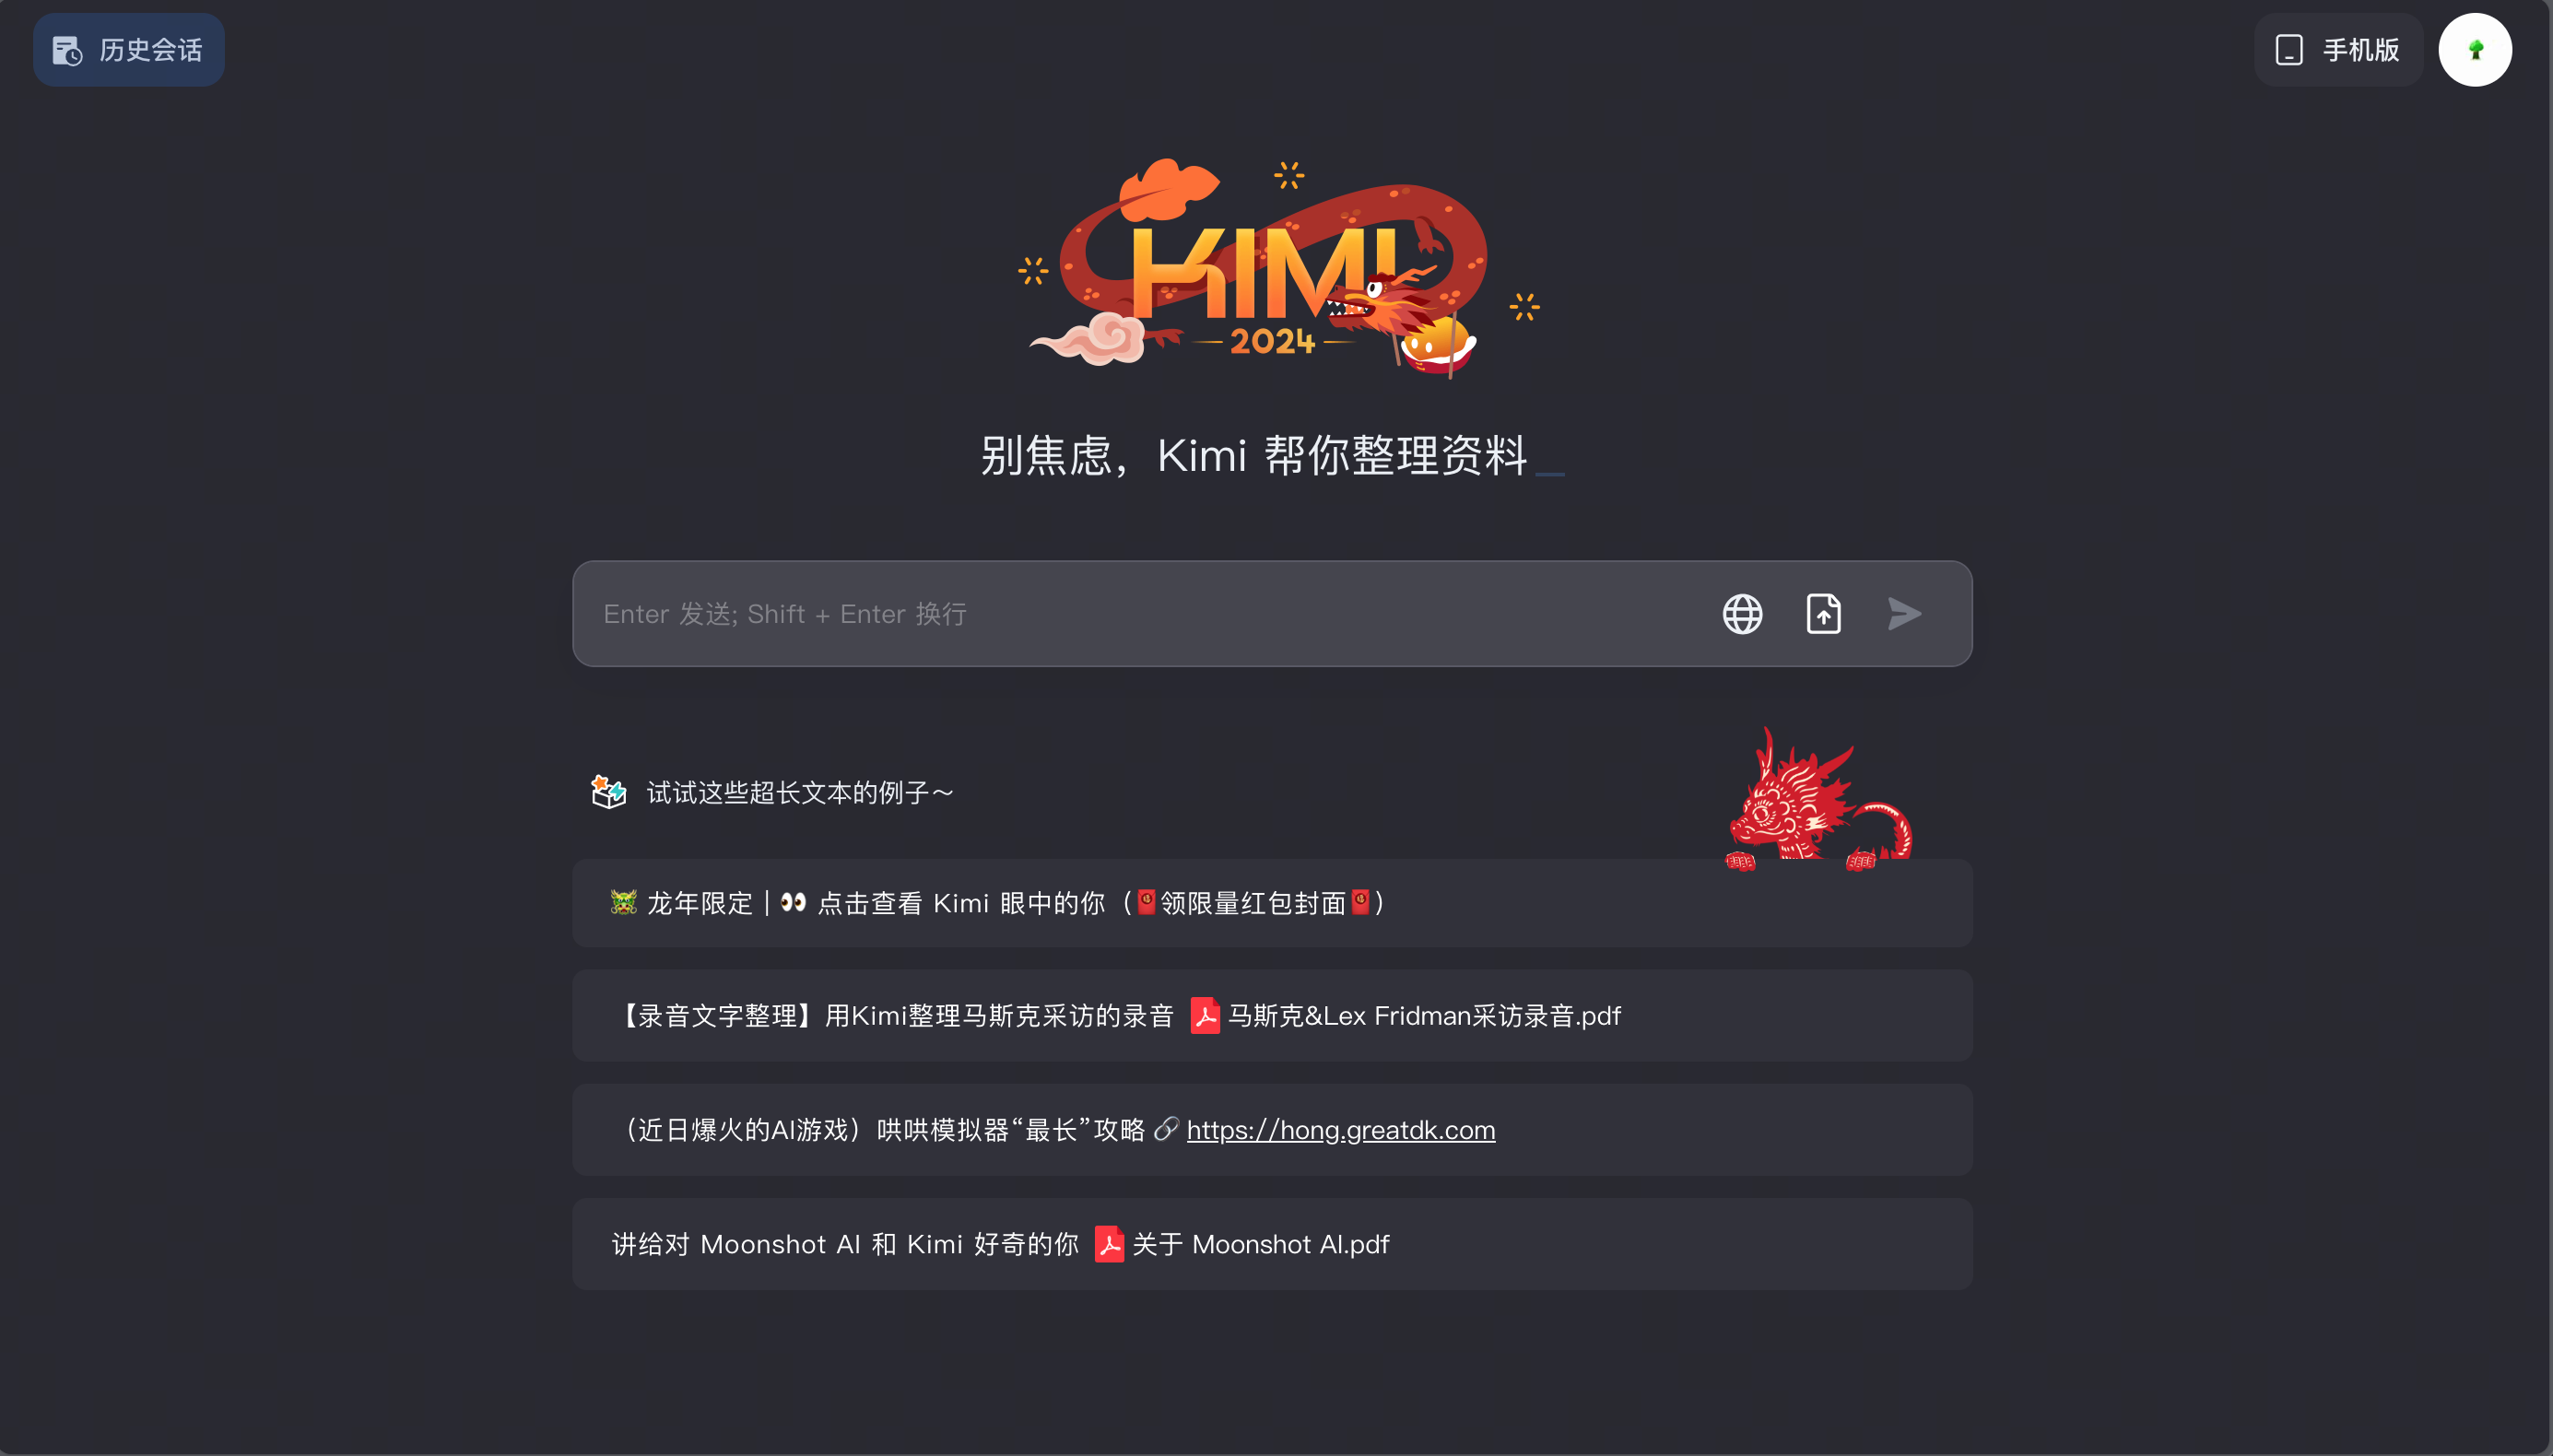 历史会话
手机版
KIMI
2024
别焦虑，Kimi 帮你整理资料_
Enter 发送; Shift + Enter 换行
试试这些超长文本的例子～
🐲 龙年限定 | 👀 点击查看 Kimi 眼中的你（🧧领限量红包封面🧧）
【录音文字整理】用Kimi整理马斯克采访的录音 马斯克&Lex Fridman采访录音.pdf
（近日爆火的AI游戏）哄哄模拟器“最长”攻略 🔗 https://hong.greatdk.com
讲给对 Moonshot AI 和 Kimi 好奇的你 关于 Moonshot AI.pdf